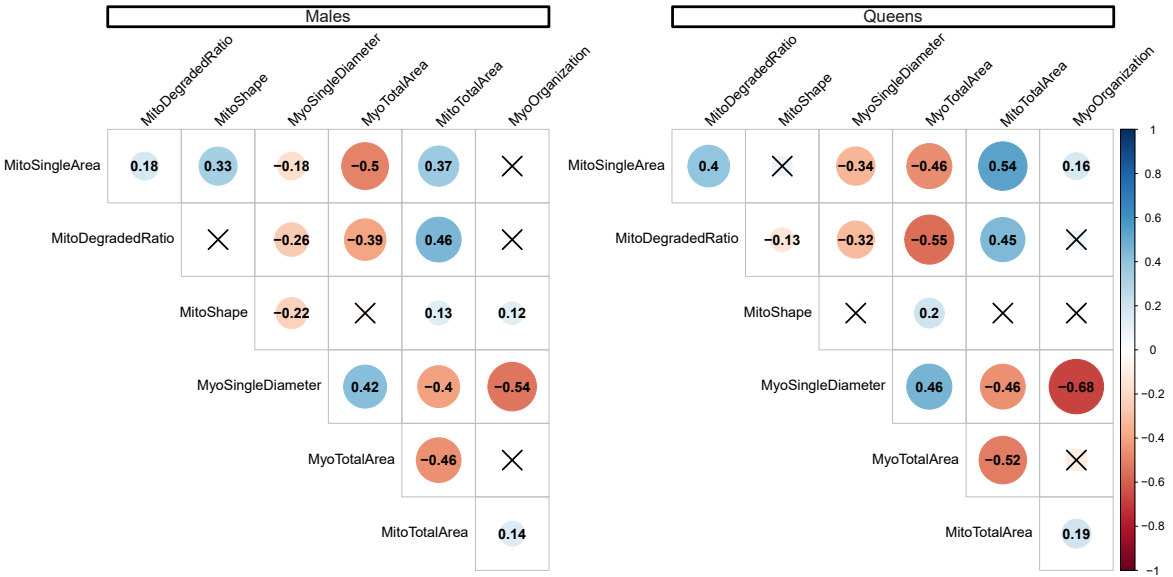 Males
MitoDegradedRatio
MitoShape
MyoSingleDiameter
MyoTotalArea
MitoTotalArea
MyoOrganization
MitoSingleArea
0.18 0.33 −0.18 −0.5 0.37
MitoDegradedRatio
−0.26 −0.39 0.46
MitoShape
−0.22 0.13 0.12
MyoSingleDiameter
0.42 −0.4 −0.54
MyoTotalArea
−0.46
MitoTotalArea
0.14
Queens
MitoDegradedRatio
MitoShape
MyoSingleDiameter
MyoTotalArea
MitoTotalArea
MyoOrganization
MitoSingleArea
0.4 −0.34 −0.46 0.54 0.16
MitoDegradedRatio
−0.13 −0.32 −0.55 0.45
MitoShape
0.2
MyoSingleDiameter
0.46 −0.46 −0.68
MyoTotalArea
−0.52
MitoTotalArea
0.19
1
0.8
0.6
0.4
0.2
0
−0.2
−0.4
−0.6
−0.8
−1